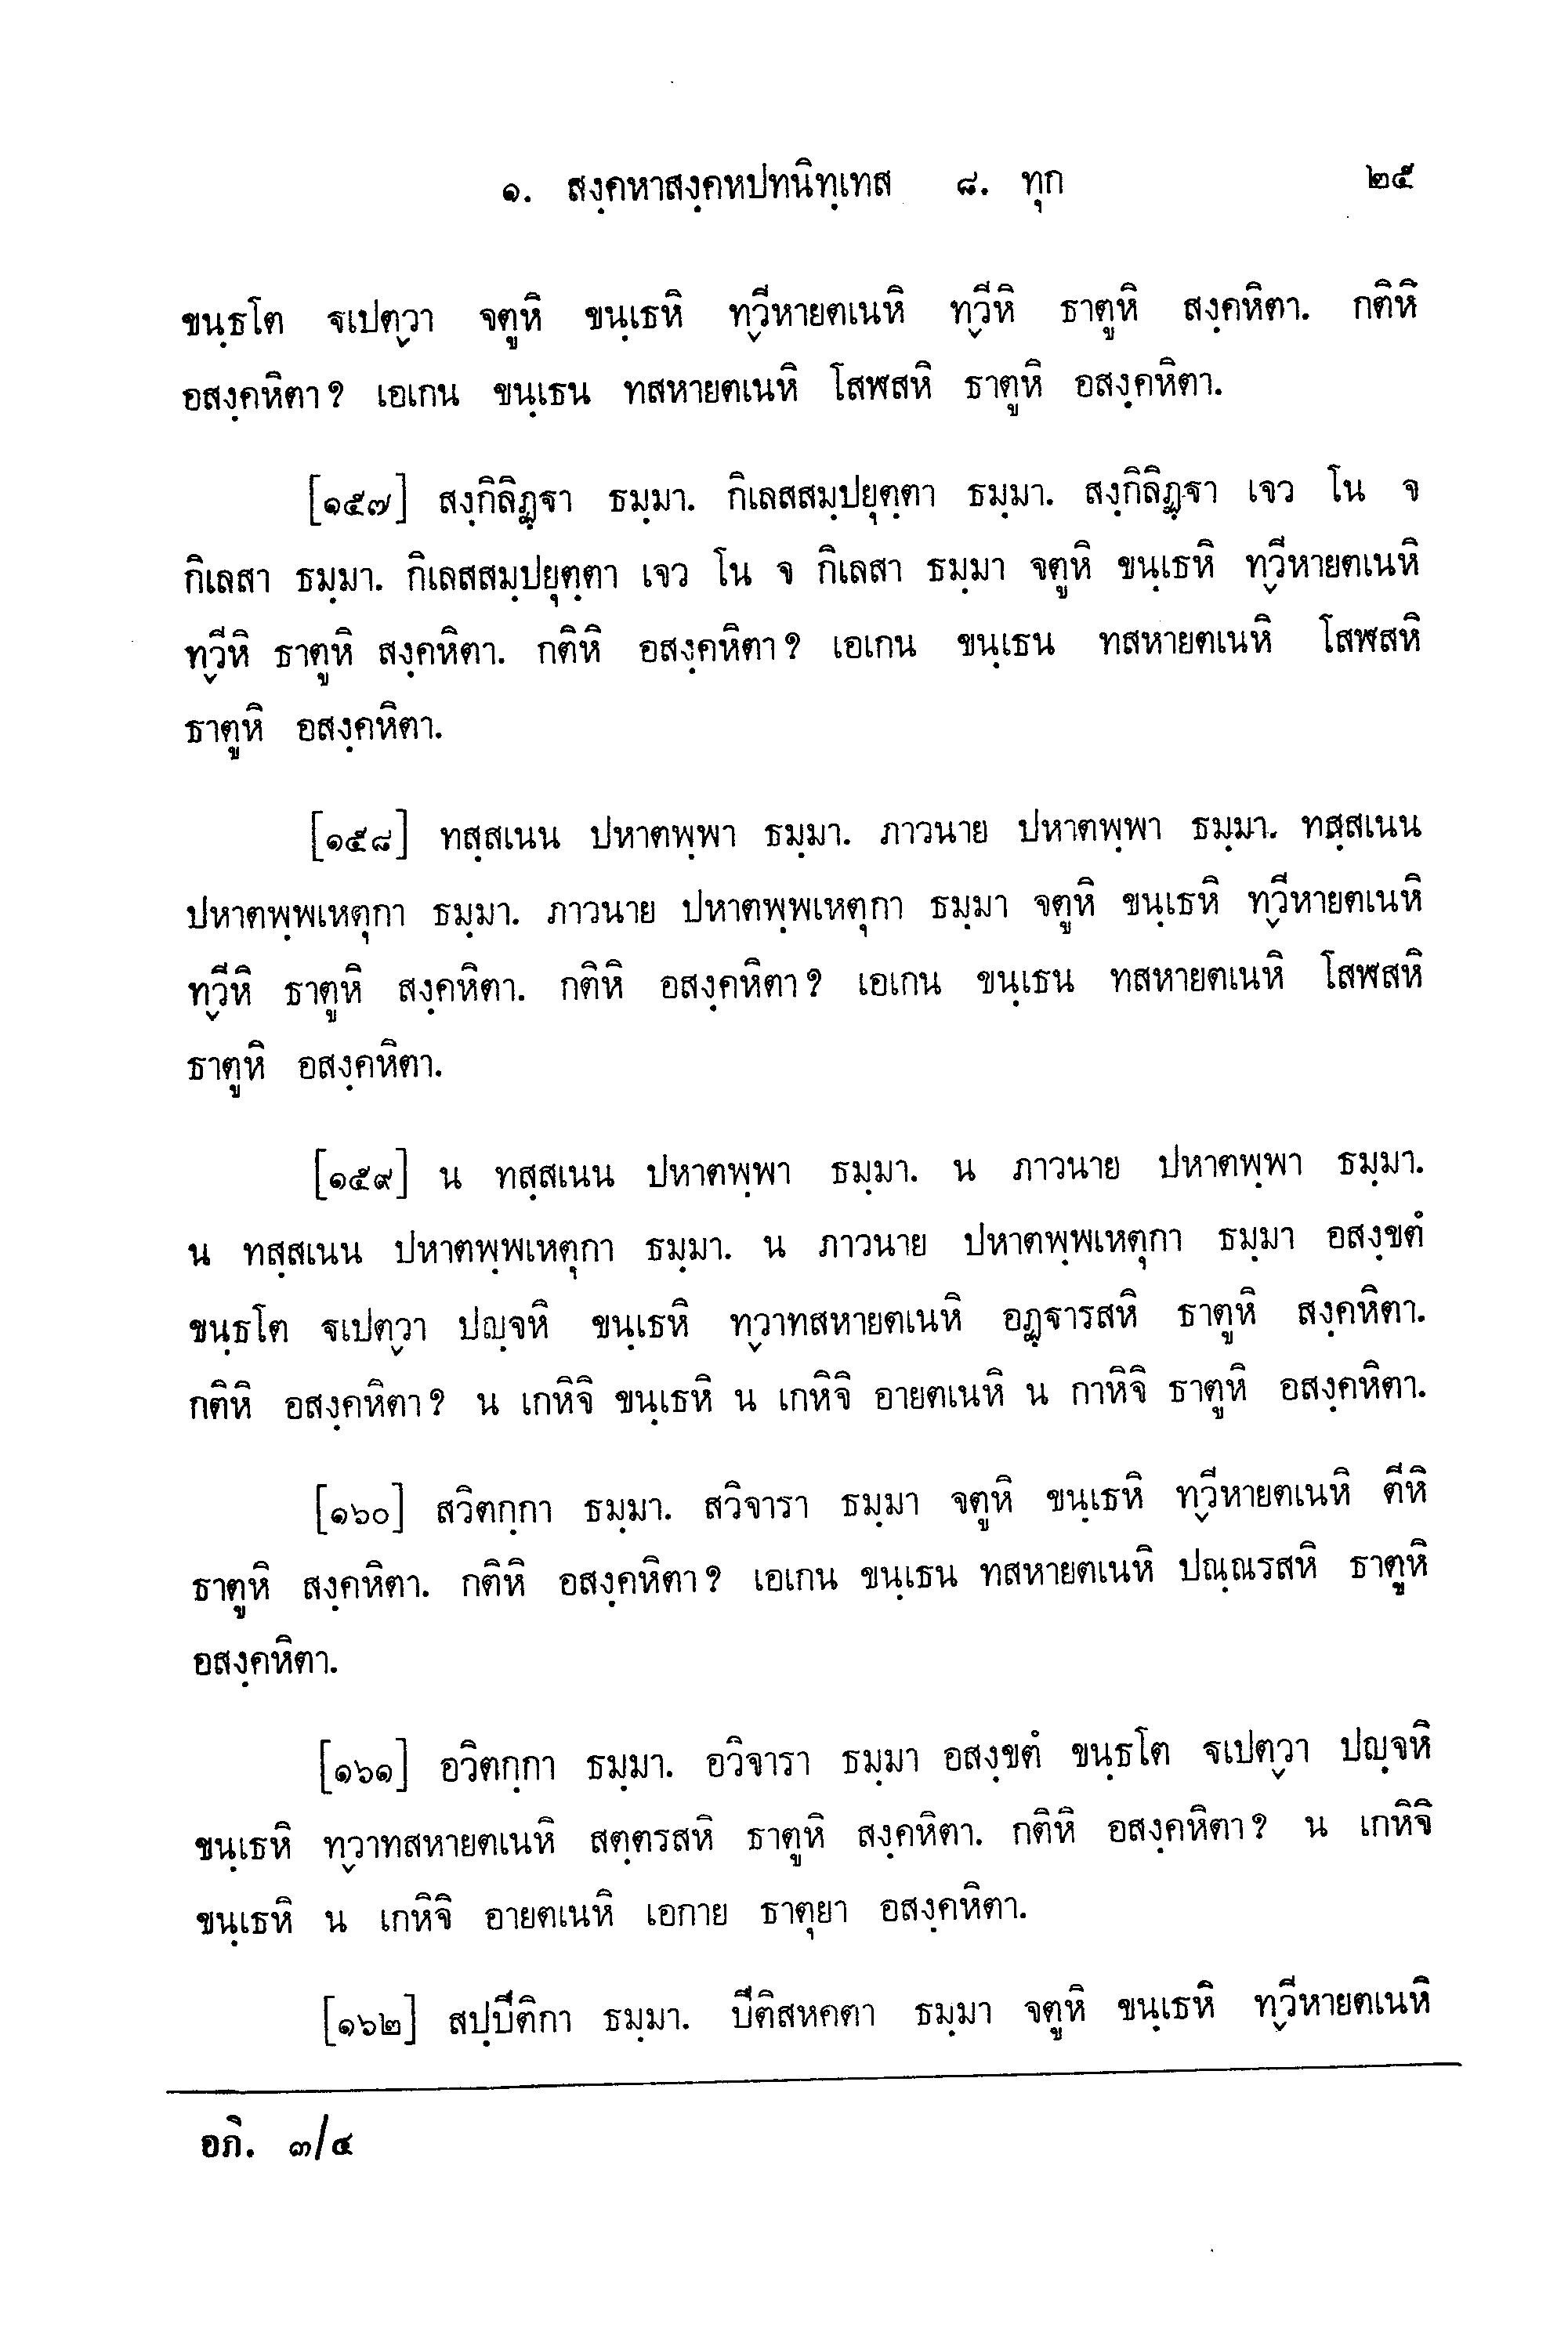 ๑. สงฺคหาสงฺคหปทนิทฺเทส ๘. ทุก ๒๕
ขนฺธโต ฐเปตฺวา จตูหิ ขนฺเธหิ ทฺวีหายตเนหิ ทฺวีหิ ธาตูหิ สงฺคหิตา. กติหิ
อสงฺคหิตา? เอเกน ขนฺเธน ทสหายตเนหิ โสฬสหิ ธาตูหิ อสงฺคหิตา.
[๑๕๗] สงฺกิลิฏฺฐา ธมฺมา. กิเลสสมฺปยุตฺตา ธมฺมา. สงฺกิลิฏฺฐา เจว โน จ
กิเลสา ธมฺมา. กิเลสสมฺปยุตฺตา เจว โน จ กิเลสา ธมฺมา จตูหิ ขนฺเธหิ ทฺวีหายตเนหิ
ทฺวีหิ ธาตูหิ สงฺคหิตา. กติหิ อสงฺคหิตา? เอเกน ขนฺเธน ทสหายตเนหิ โสฬสหิ
ธาตูหิ อสงฺคหิตา.
[๑๕๘] ทสฺสเนน ปหาตพฺพา ธมฺมา. ภาวนาย ปหาตพฺพา ธมฺมา. ทสฺสเนน
ปหาตพฺพเหตุกา ธมฺมา. ภาวนาย ปหาตพฺพเหตุกา ธมฺมา จตูหิ ขนฺเธหิ ทฺวีหายตเนหิ
ทฺวีหิ ธาตูหิ สงฺคหิตา. กติหิ อสงฺคหิตา? เอเกน ขนฺเธน ทสหายตเนหิ โสฬสหิ
ธาตูหิ อสงฺคหิตา.
[๑๕๙] น ทสฺสเนน ปหาตพฺพา ธมฺมา. น ภาวนาย ปหาตพฺพา ธมฺมา.
น ทสฺสเนน ปหาตพฺพเหตุกา ธมฺมา. น ภาวนาย ปหาตพฺพเหตุกา ธมฺมา อสงฺขตํ
ขนฺธโต ฐเปตฺวา ปญฺจหิ ขนฺเธหิ ทฺวาทสหายตเนหิ อฏฺฐารสหิ ธาตูหิ สงฺคหิตา.
กติหิ อสงฺคหิตา? น เกหิจิ ขนฺเธหิ น เกหิจิ อายตเนหิ น กาหิจิ ธาตูหิ อสงฺคหิตา.
[๑๖๐] สวิตกฺกา ธมฺมา. สวิจารา ธมฺมา จตูหิ ขนฺเธหิ ทฺวีหายตเนหิ ตีหิ
ธาตูหิ สงฺคหิตา. กติหิ อสงฺคหิตา? เอเกน ขนฺเธน ทสหายตเนหิ ปณฺณรสหิ ธาตูหิ
อสงฺคหิตา.
[๑๖๑] อวิตกฺกา ธมฺมา. อวิจารา ธมฺมา อสงฺขตํ ขนฺธโต ฐเปตฺวา ปญฺจหิ
ขนฺเธหิ ทฺวาทสหายตเนหิ สตฺตรสหิ ธาตูหิ สงฺคหิตา. กติหิ อสงฺคหิตา? น เกหิจิ
ขนฺเธหิ น เกหิจิ อายตเนหิ เอกาย ธาตุยา อสงฺคหิตา.
[๑๖๒] สปฺปีติกา ธมฺมา. ปีติสหคตา ธมฺมา จตูหิ ขนฺเธหิ ทฺวีหายตเนหิ
อภิ. ๓/๔